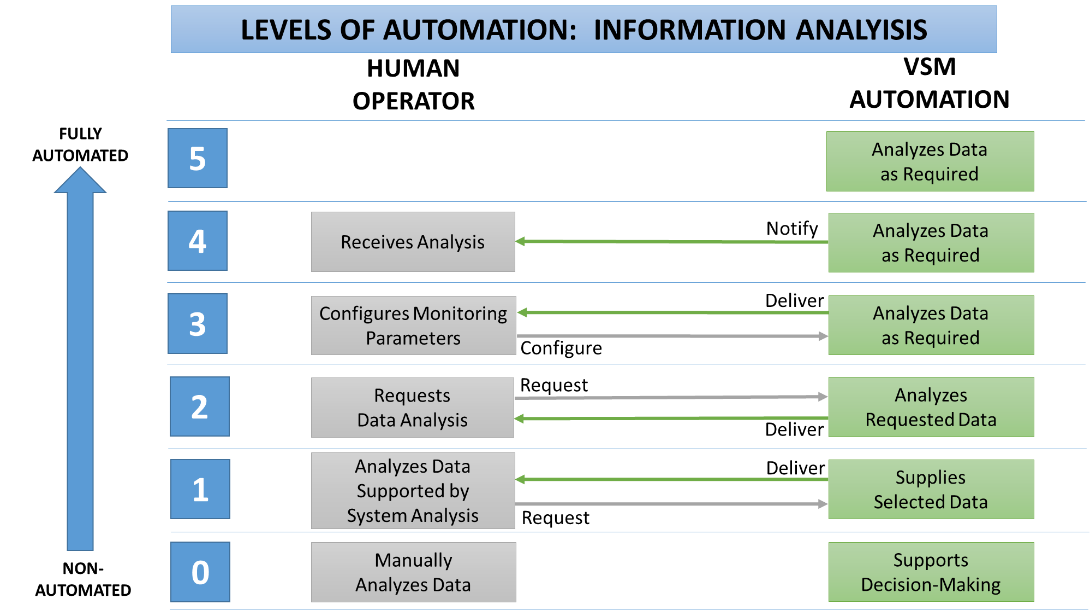 LEVELS OF AUTOMATION:  INFORMATION ANALYISIS
HUMAN
OPERATOR
VSM
AUTOMATION
FULLY
AUTOMATED
5
Analyzes Data
as Required
4
Receives Analysis
Notify
Analyzes Data
as Required
3
Configures Monitoring
Parameters
Deliver
Configure
Analyzes Data
as Required
2
Requests
Data Analysis
Request
Deliver
Analyzes
Requested Data
1
Analyzes Data
Supported by
System Analysis
Deliver
Request
Supplies
Selected Data
NON-
AUTOMATED
0
Manually
Analyzes Data
Supports
Decision-Making